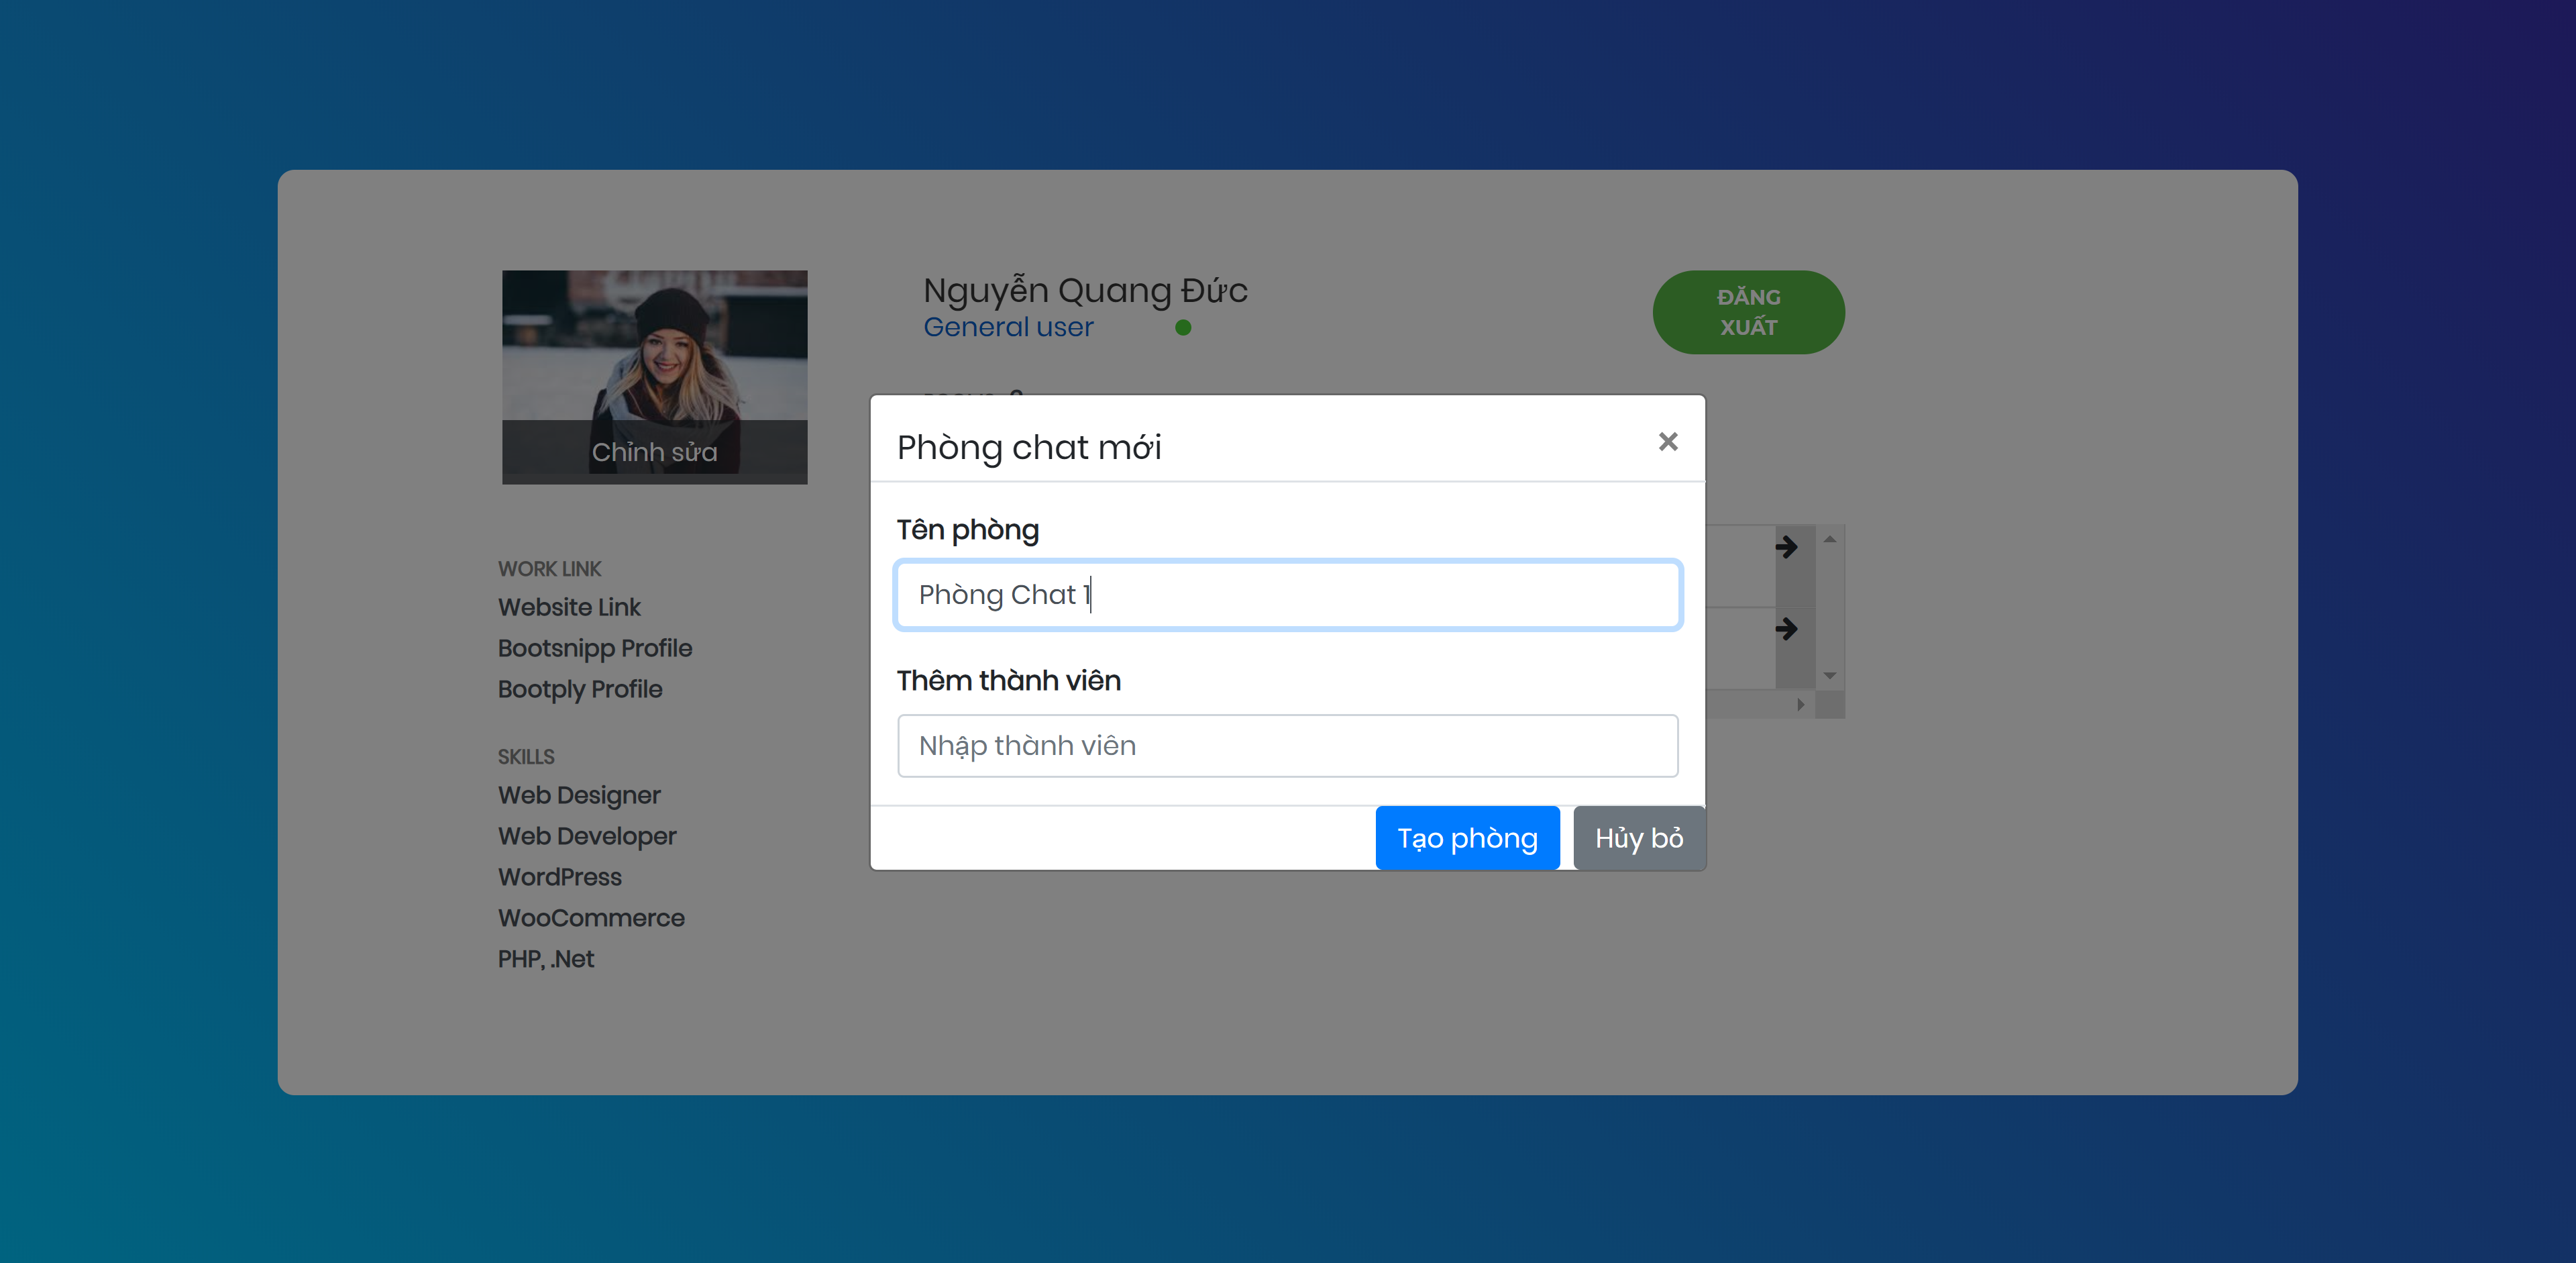 Nguyễn Quang Đức
General user
ĐĂNG
XUẤT
Chỉnh sửa
WORK LINK
Website Link
Bootsnipp Profile
Bootply Profile
SKILLS
Web Designer
Web Developer
WordPress
WooCommerce
PHP, .Net
Phòng chat mới
×
Tên phòng
Phòng Chat 1
Thêm thành viên
Nhập thành viên
Tạo phòng
Hủy bỏ